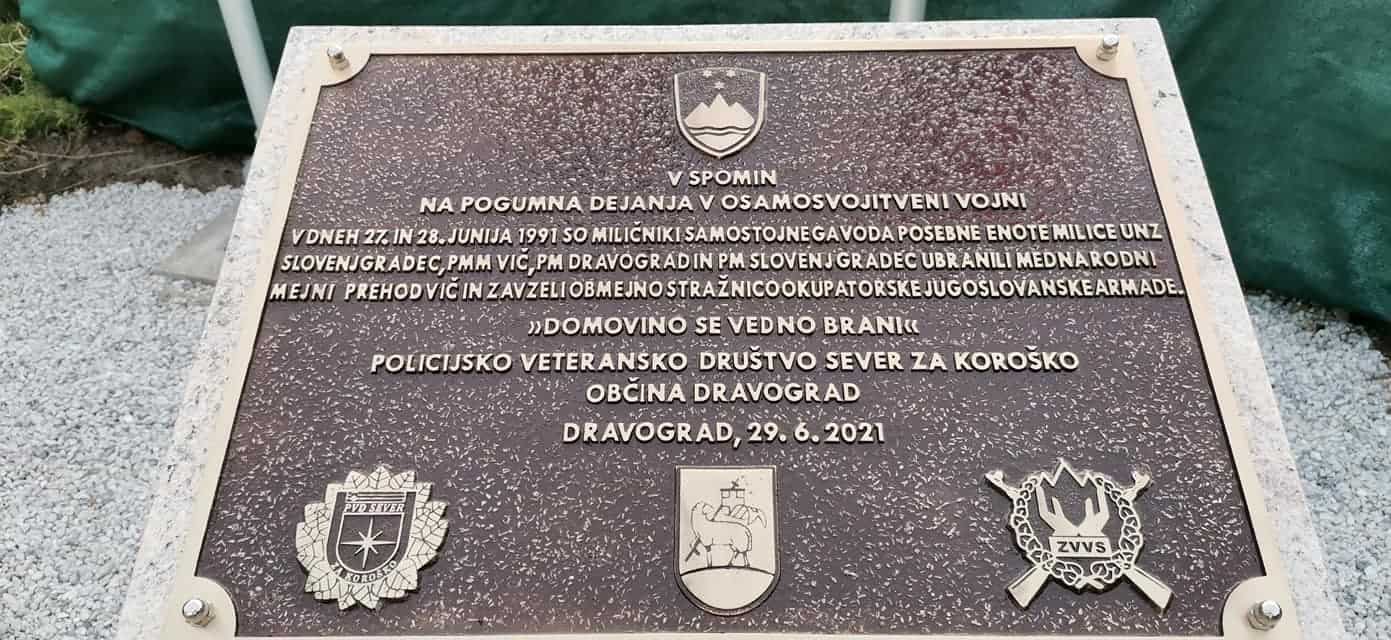 V SPOMIN
NA POGUMNA DEJANJA V OSAMOSVOJITVENI VOJNI
V DNEH 27. IN 28. JUNIJA 1991 SO MILIČNIKI SAMOSTOJNEGA VODA POSEBNE ENOTE MILICE UNZ
SLOVENJ GRADEC, PMM VIČ, PM DRAVOGRAD IN PM SLOVENJ GRADEC UBRANILI MEDNARODNI
MEJNI PREHOD VIČ IN ZAVZELI OBMEJNO STRAŽNICO OKUPATORSKE JUGOSLOVANSKE ARMADE.
»DOMOVINO SE VEDNO BRANI«
POLICIJSKO VETERANSKO DRUŠTVO SEVER ZA KOROŠKO
OBČINA DRAVOGRAD
DRAVOGRAD, 29. 6. 2021
PVD SEVER
ZA KOROŠKO
ZVVS